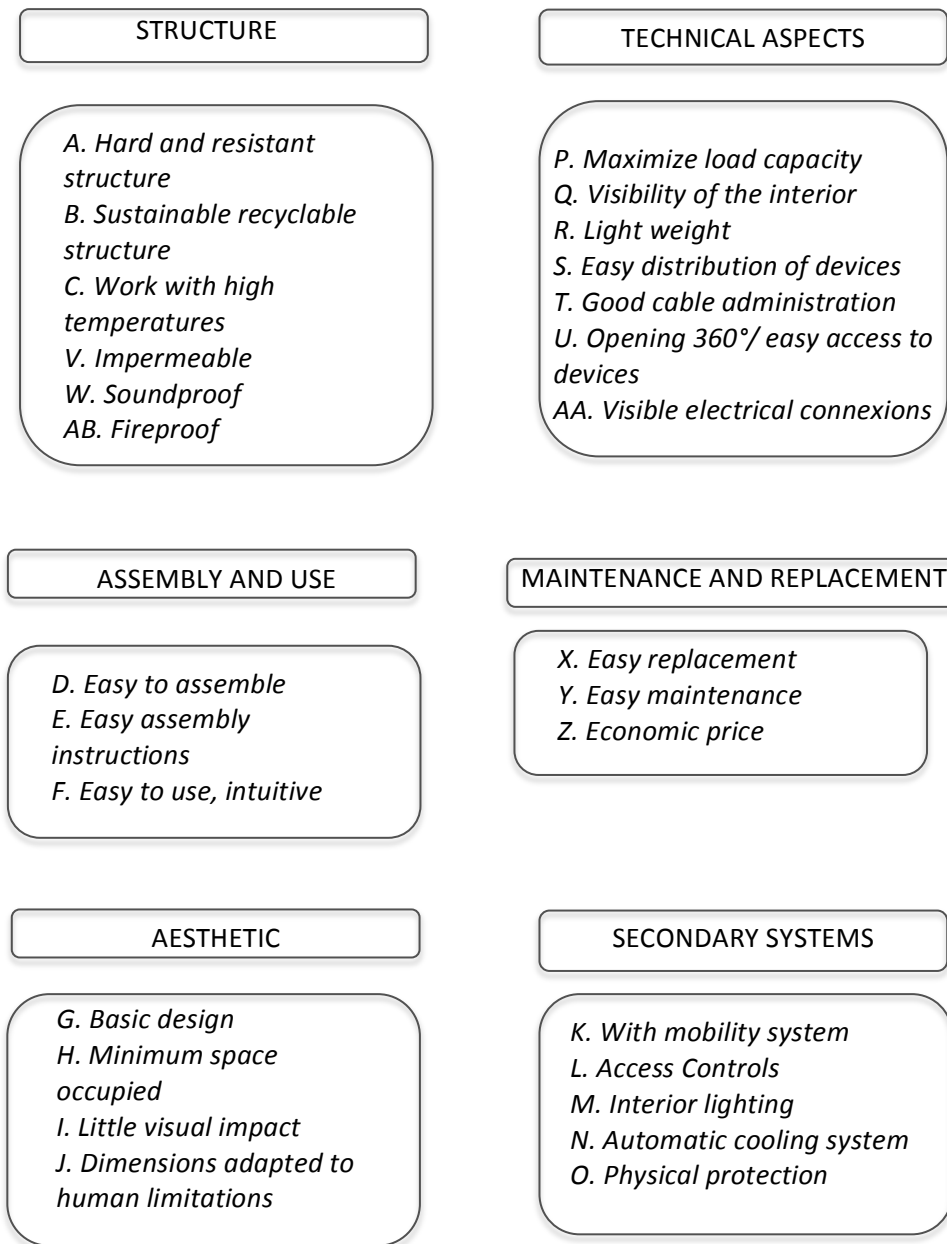 STRUCTURE
A. Hard and resistant
structure
B. Sustainable recyclable
structure
C. Work with high
temperatures
V. Impermeable
W. Soundproof
AB. Fireproof
TECHNICAL ASPECTS
P. Maximize load capacity
Q. Visibility of the interior
R. Light weight
S. Easy distribution of devices
T. Good cable administration
U. Opening 360°/ easy access to
devices
AA. Visible electrical connexions
ASSEMBLY AND USE
D. Easy to assemble
E. Easy assembly
instructions
F. Easy to use, intuitive
MAINTENANCE AND REPLACEMENT
X. Easy replacement
Y. Easy maintenance
Z. Economic price
AESTHETIC
G. Basic design
H. Minimum space
occupied
I. Little visual impact
J. Dimensions adapted to
human limitations
SECONDARY SYSTEMS
K. With mobility system
L. Access Controls
M. Interior lighting
N. Automatic cooling system
O. Physical protection